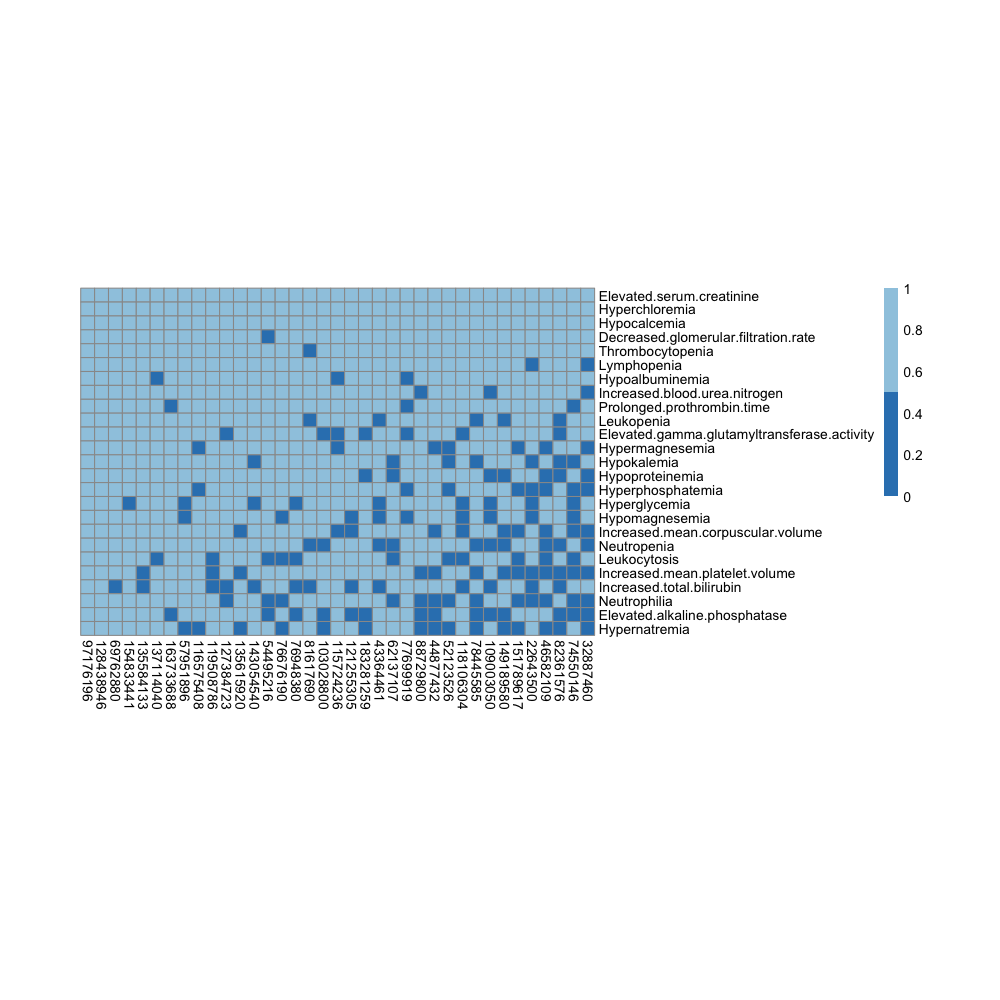 Elevated.serum.creatinine
Hyperchloremia
Hypocalcemia
Decreased.glomerular.filtration.rate
Thrombocytopenia
Lymphopenia
Hypoalbuminemia
Increased.blood.urea.nitrogen
Prolonged.prothrombin.time
Leukopenia
Elevated.gamma.glutamyltransferase.activity
Hypermagnesemia
Hypokalemia
Hypoproteinemia
Hyperphosphatemia
Hyperglycemia
Hypomagnesemia
Increased.mean.corpuscular.volume
Neutropenia
Leukocytosis
Increased.mean.platelet.volume
Increased.total.bilirubin
Neutrophilia
Elevated.alkaline.phosphatase
Hypernatremia
1
0.8
0.6
0.4
0.2
0
97176196
128438946
69762880
154833441
135584133
137114040
163733688
57951896
116575408
119508786
127384723
135615920
143054540
54495216
76676190
76948380
81617690
103028800
115724236
121255305
183281259
43364461
62137107
77699919
88728910
448777432
52123526
118106304
78445585
109003050
149189580
151789617
22643500
46582109
82361576
74550146
32887460